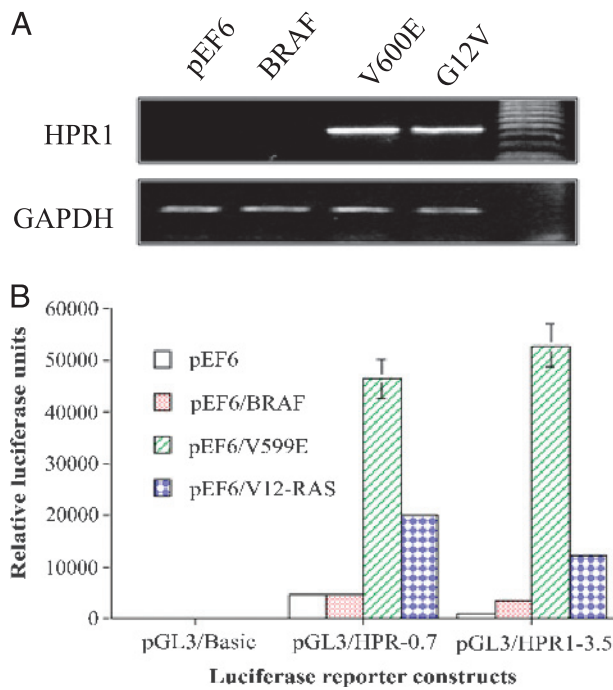 A
pEF6
BRAF
V600E
G12V
HPR1
GAPDH
B
60000
50000
40000
30000
20000
10000
0
Relative luciferase units
pEF6
pEF6/BRAF
pEF6/V599E
pEF6/V12-RAS
pGL3/Basic
pGL3/HPR-0.7
pGL3/HPR1-3.5
Luciferase reporter constructs